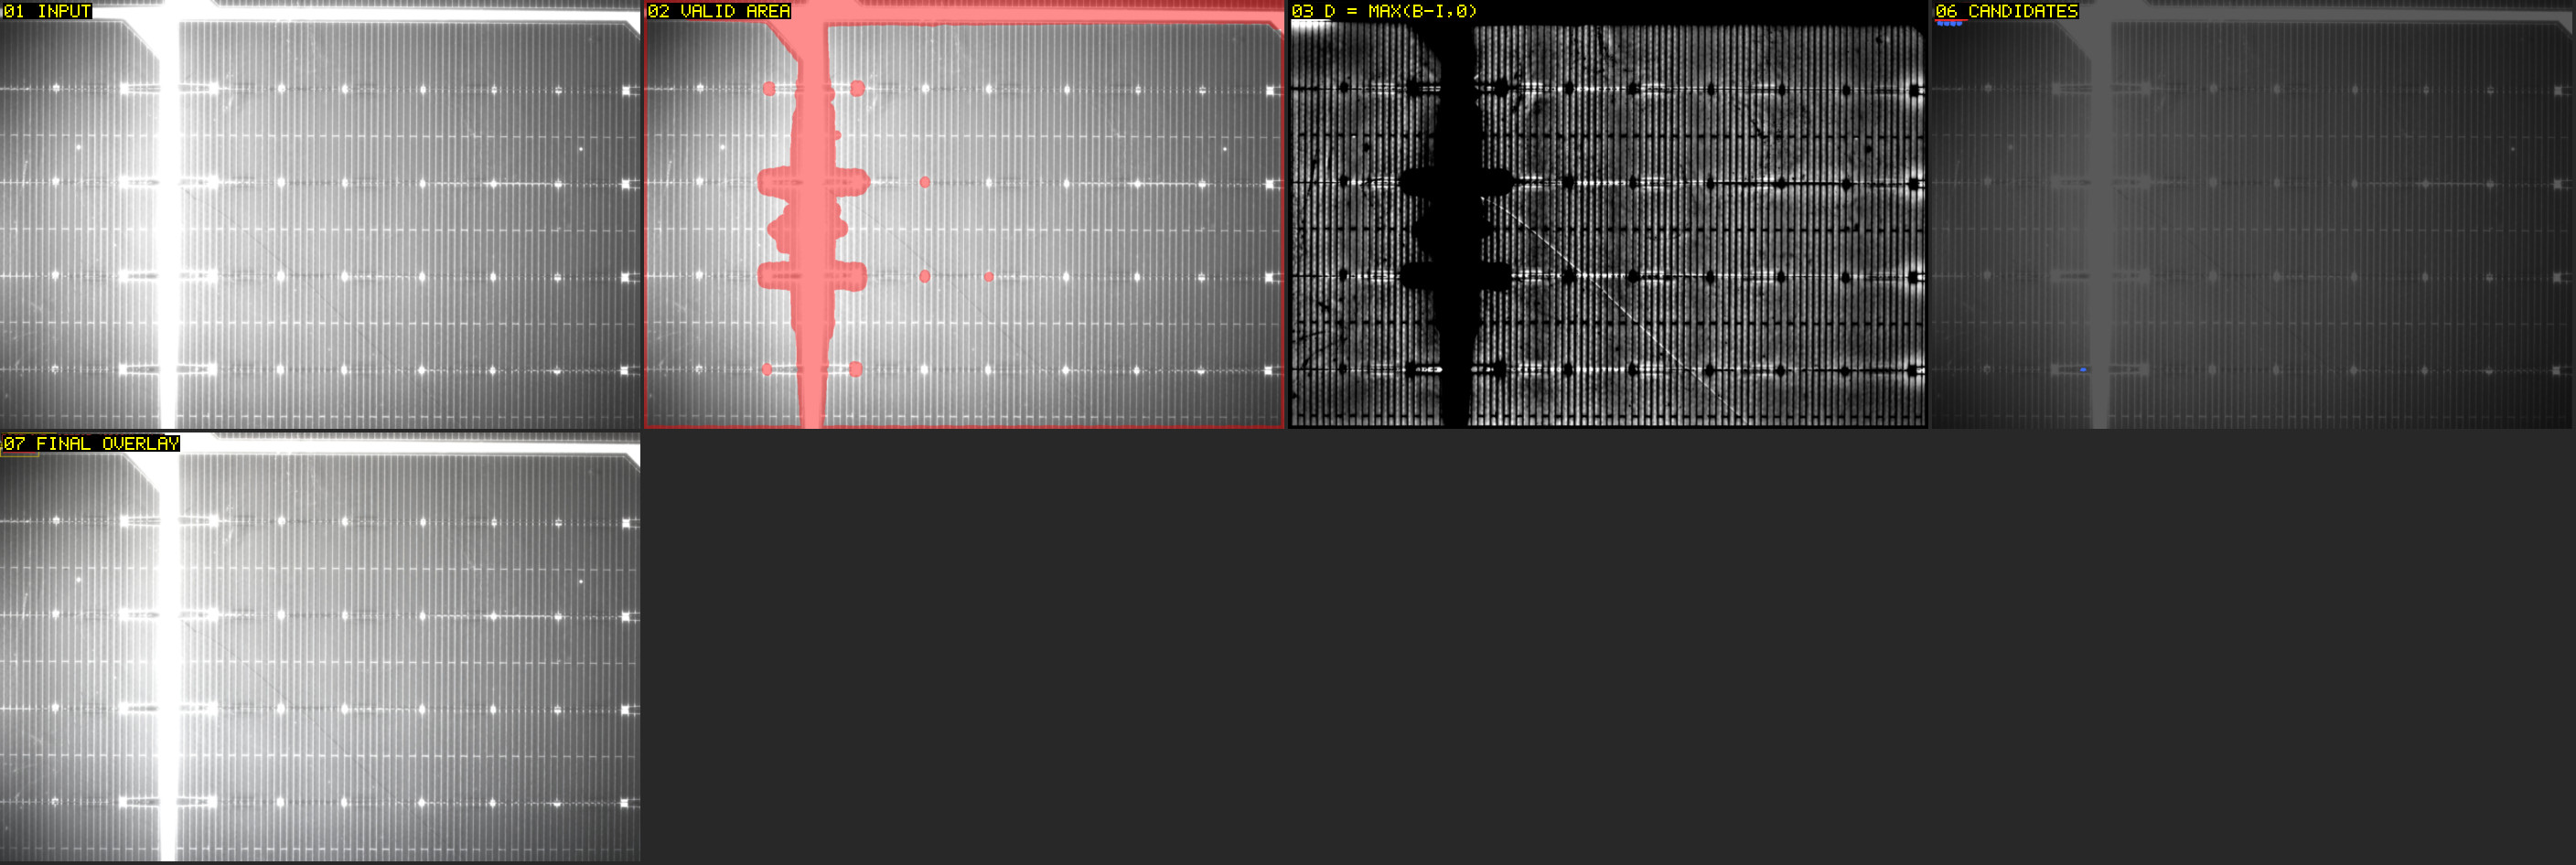 01 INPUT
02 VALID AREA
03 D = MAX(B-I,0)
06 CANDIDATES
07 FINAL OVERLAY